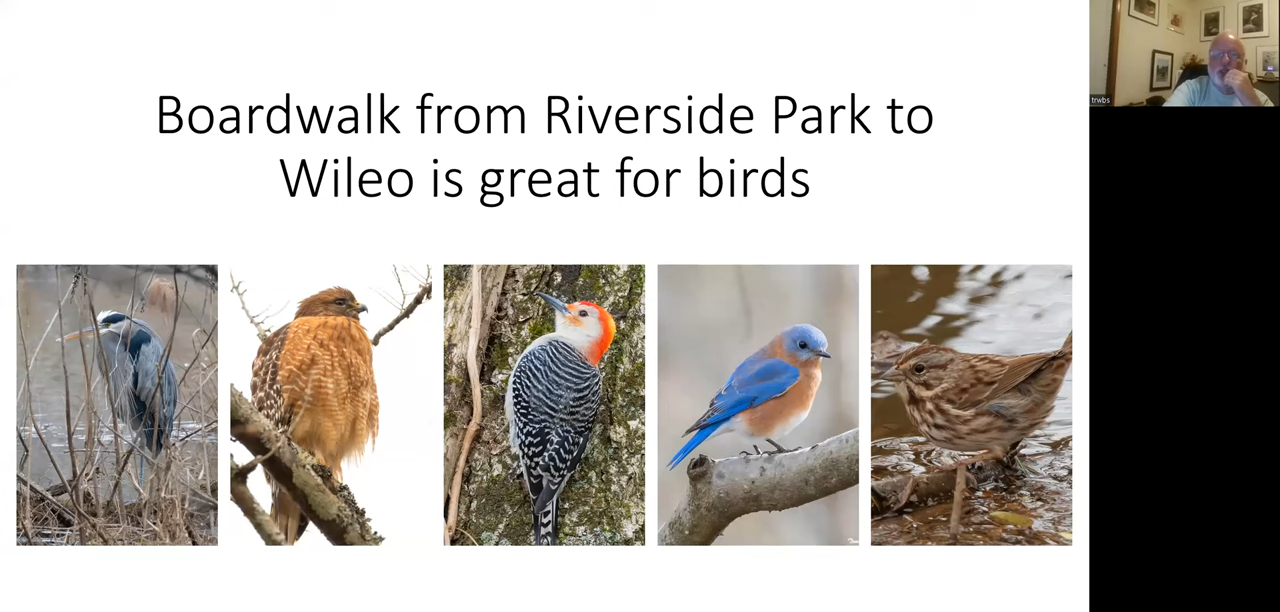 Boardwalk from Riverside Park to
Wileo is great for birds
trwbs